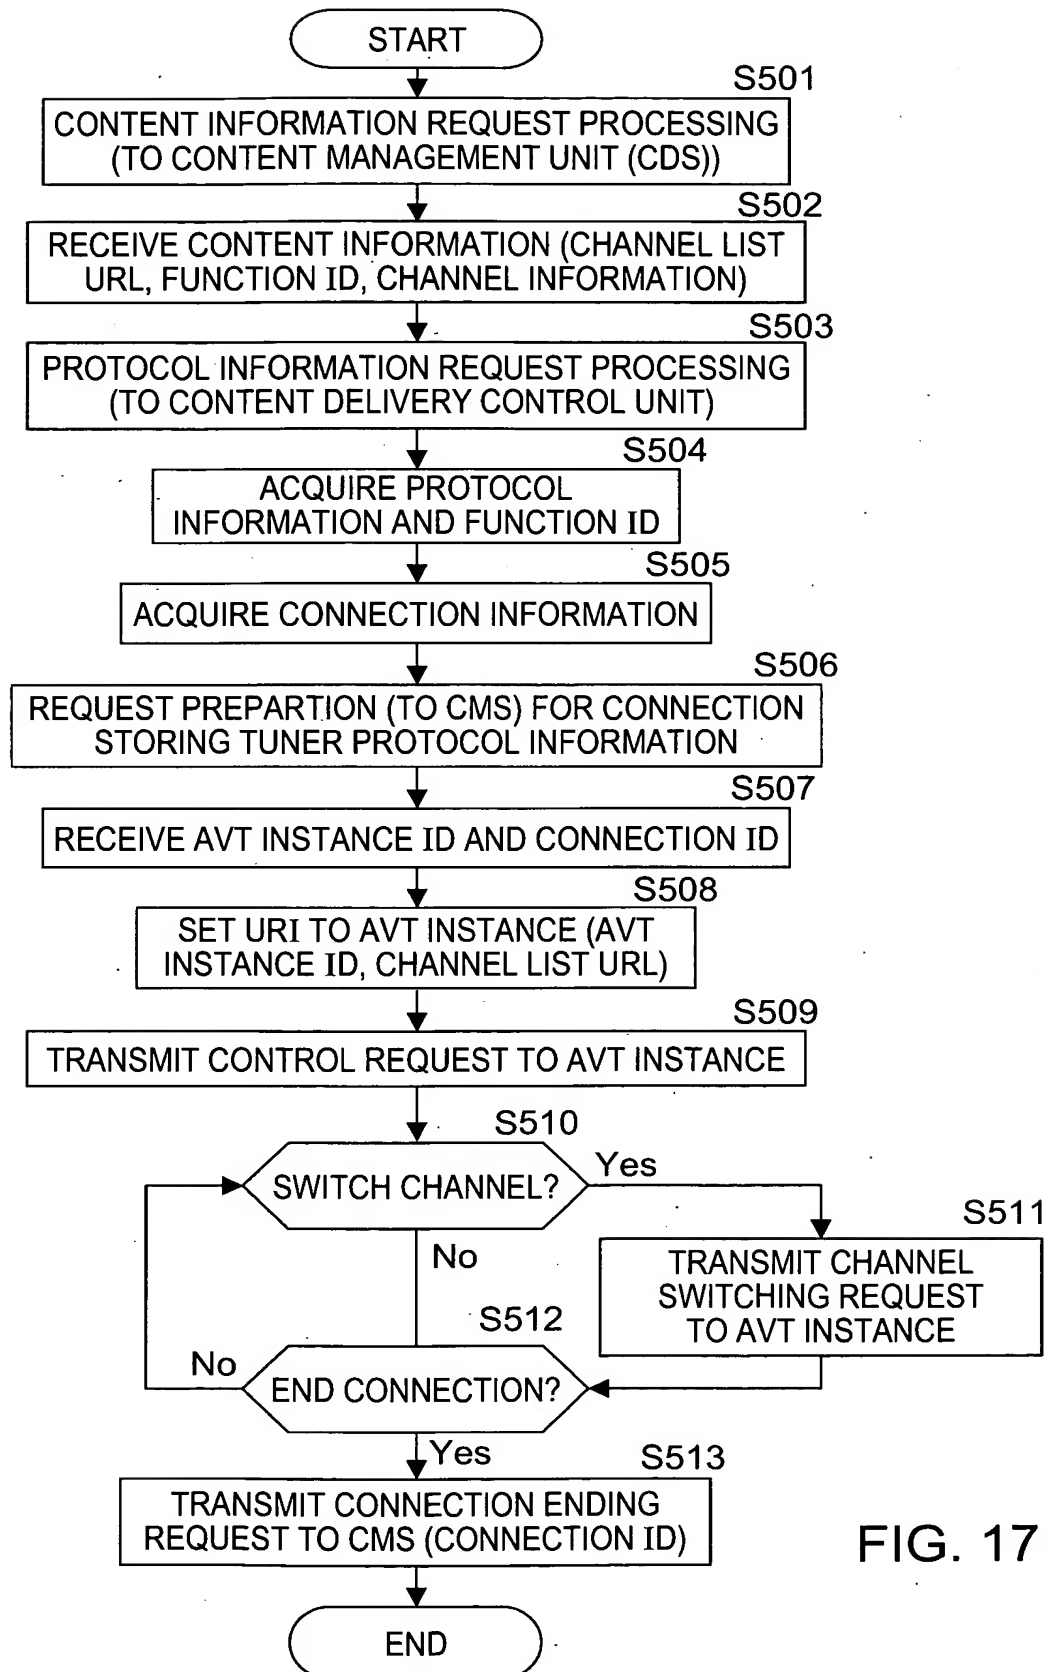 START
S501
CONTENT INFORMATION REQUEST PROCESSING
(TO CONTENT MANAGEMENT UNIT (CDS))
S502
RECEIVE CONTENT INFORMATION (CHANNEL LIST
URL, FUNCTION ID, CHANNEL INFORMATION)
S503
PROTOCOL INFORMATION REQUEST PROCESSING
(TO CONTENT DELIVERY CONTROL UNIT)
S504
ACQUIRE PROTOCOL
INFORMATION AND FUNCTION ID
S505
ACQUIRE CONNECTION INFORMATION
S506
REQUEST PREPARTION (TO CMS) FOR CONNECTION
STORING TUNER PROTOCOL INFORMATION
S507
RECEIVE AVT INSTANCE ID AND CONNECTION ID
S508
SET URI TO AVT INSTANCE (AVT
INSTANCE ID, CHANNEL LIST URL)
S509
TRANSMIT CONTROL REQUEST TO AVT INSTANCE
S510
SWITCH CHANNEL?
Yes
No
S511
TRANSMIT CHANNEL
SWITCHING REQUEST
TO AVT INSTANCE
S512
END CONNECTION?
No
Yes
S513
TRANSMIT CONNECTION ENDING
REQUEST TO CMS (CONNECTION ID)
END
FIG. 17